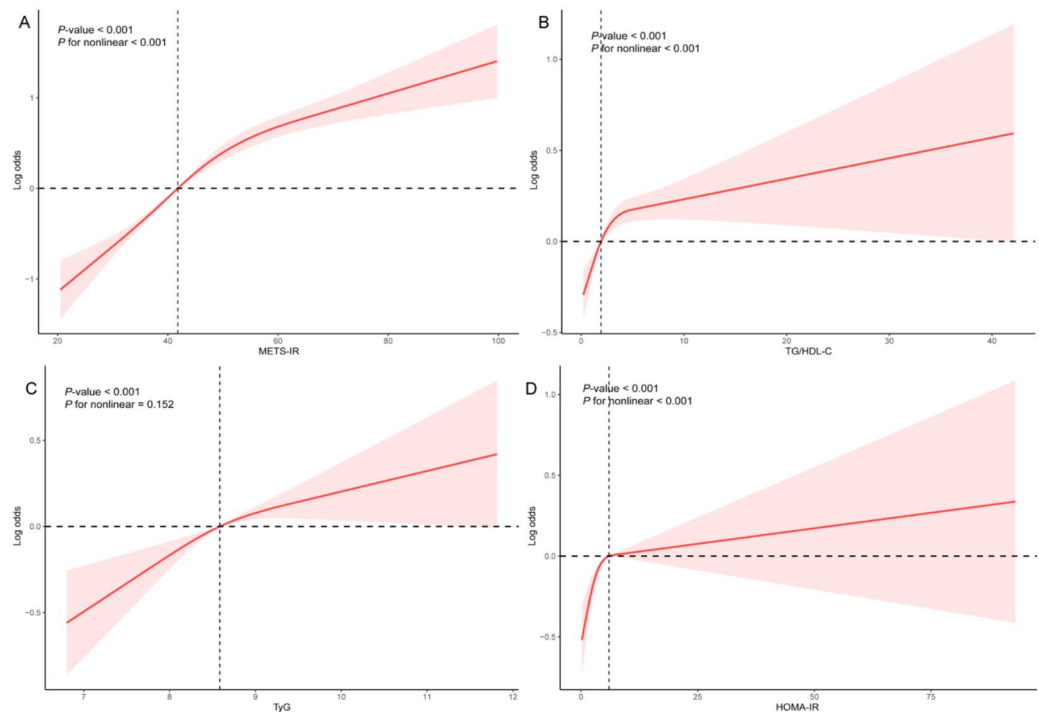 A
P-value < 0.001
P for nonlinear < 0.001
Log odds
1
0
−1
20
40
60
80
100
METS-IR
B
P-value < 0.001
P for nonlinear < 0.001
Log odds
1.0
0.5
0.0
−0.5
0
10
20
30
40
TG/HDL-C
C
P-value < 0.001
P for nonlinear = 0.152
Log odds
0.5
0.0
−0.5
7
8
9
10
11
12
TyG
D
P-value < 0.001
P for nonlinear < 0.001
Log odds
1.0
0.5
0.0
−0.5
0
25
50
75
HOMA-IR